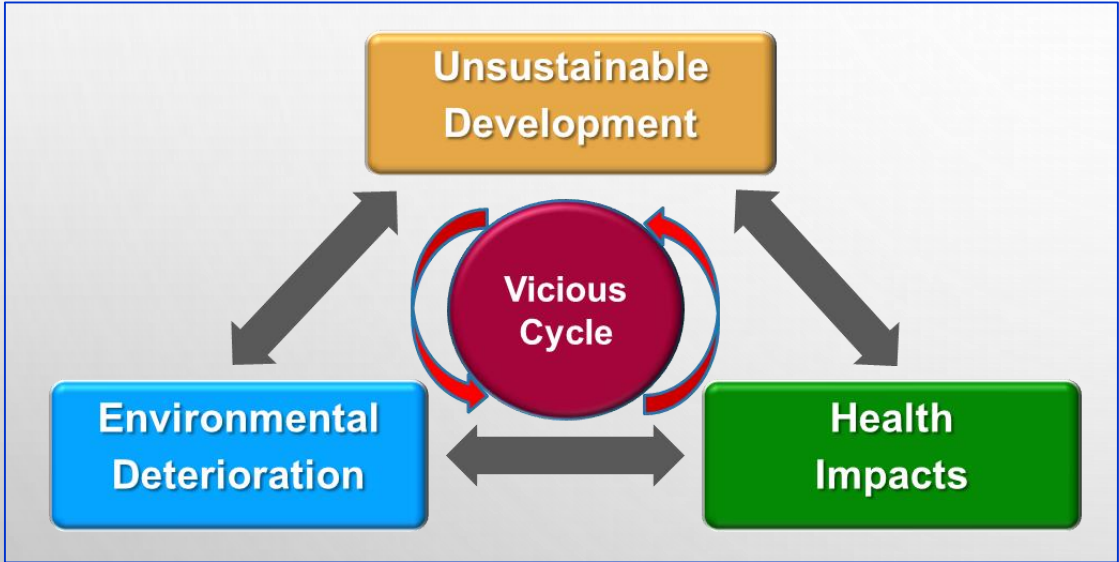 Unsustainable
Development
Vicious
Cycle
Environmental
Deterioration
Health
Impacts